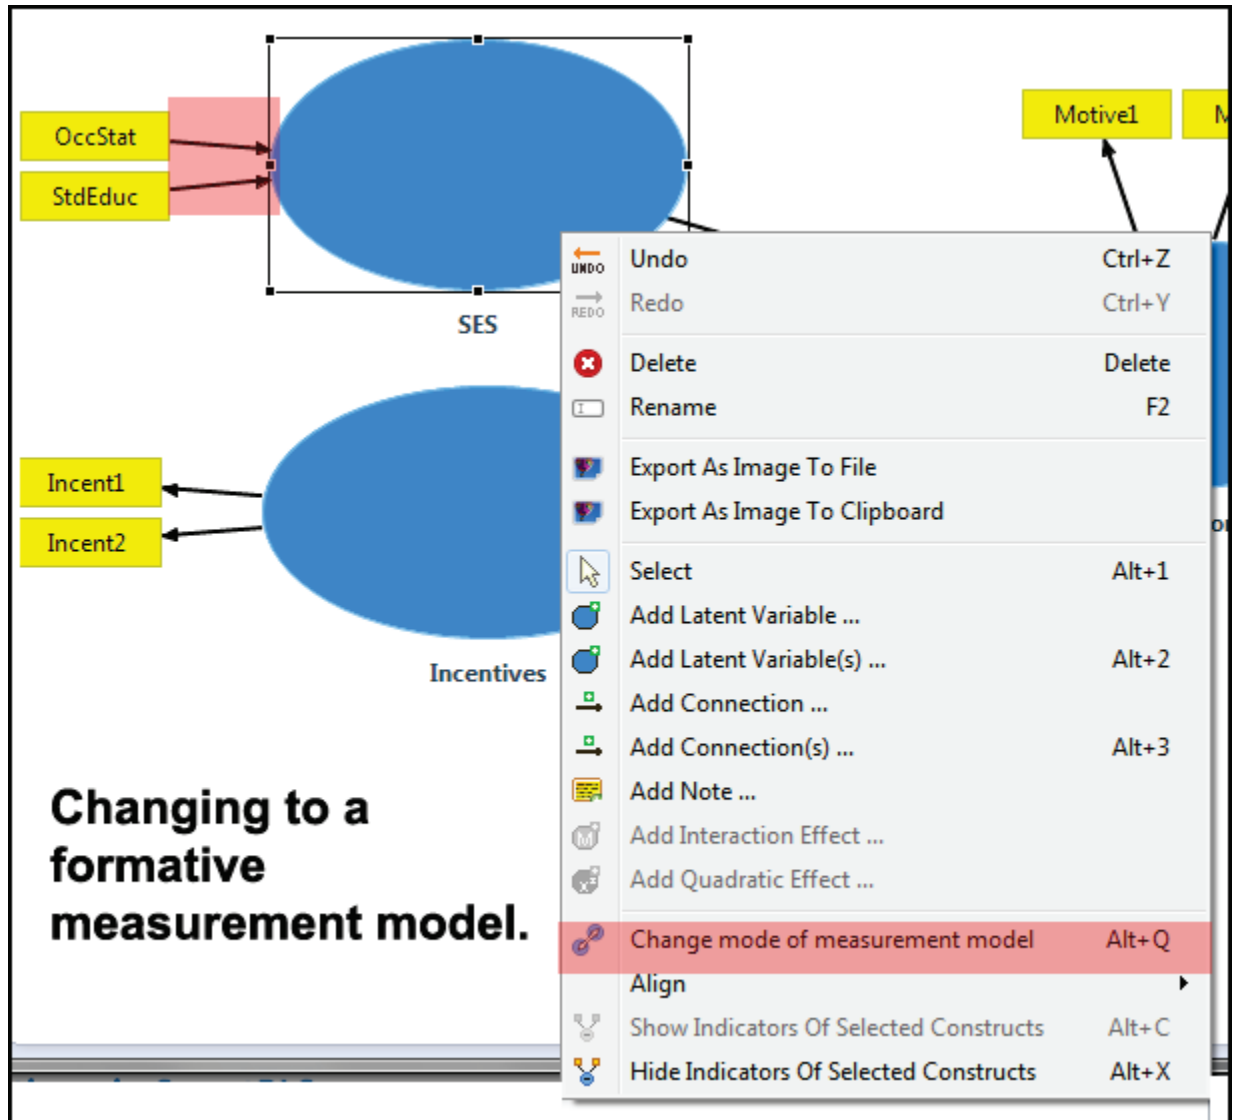 OccStat
StdEduc
SES
Motive1
M
Incent1
Incent2
Incentives
UNDO Undo Ctrl+Z
REDO Redo Ctrl+Y
Delete Delete
Rename F2
Export As Image To File
Export As Image To Clipboard
Select Alt+1
Add Latent Variable ...
Add Latent Variable(s) ... Alt+2
Add Connection ...
Add Connection(s) ... Alt+3
Add Note ...
Add Interaction Effect ...
Add Quadratic Effect ...
Change mode of measurement model Alt+Q
Align
Show Indicators Of Selected Constructs Alt+C
Hide Indicators Of Selected Constructs Alt+X
Changing to a
formative
measurement model.